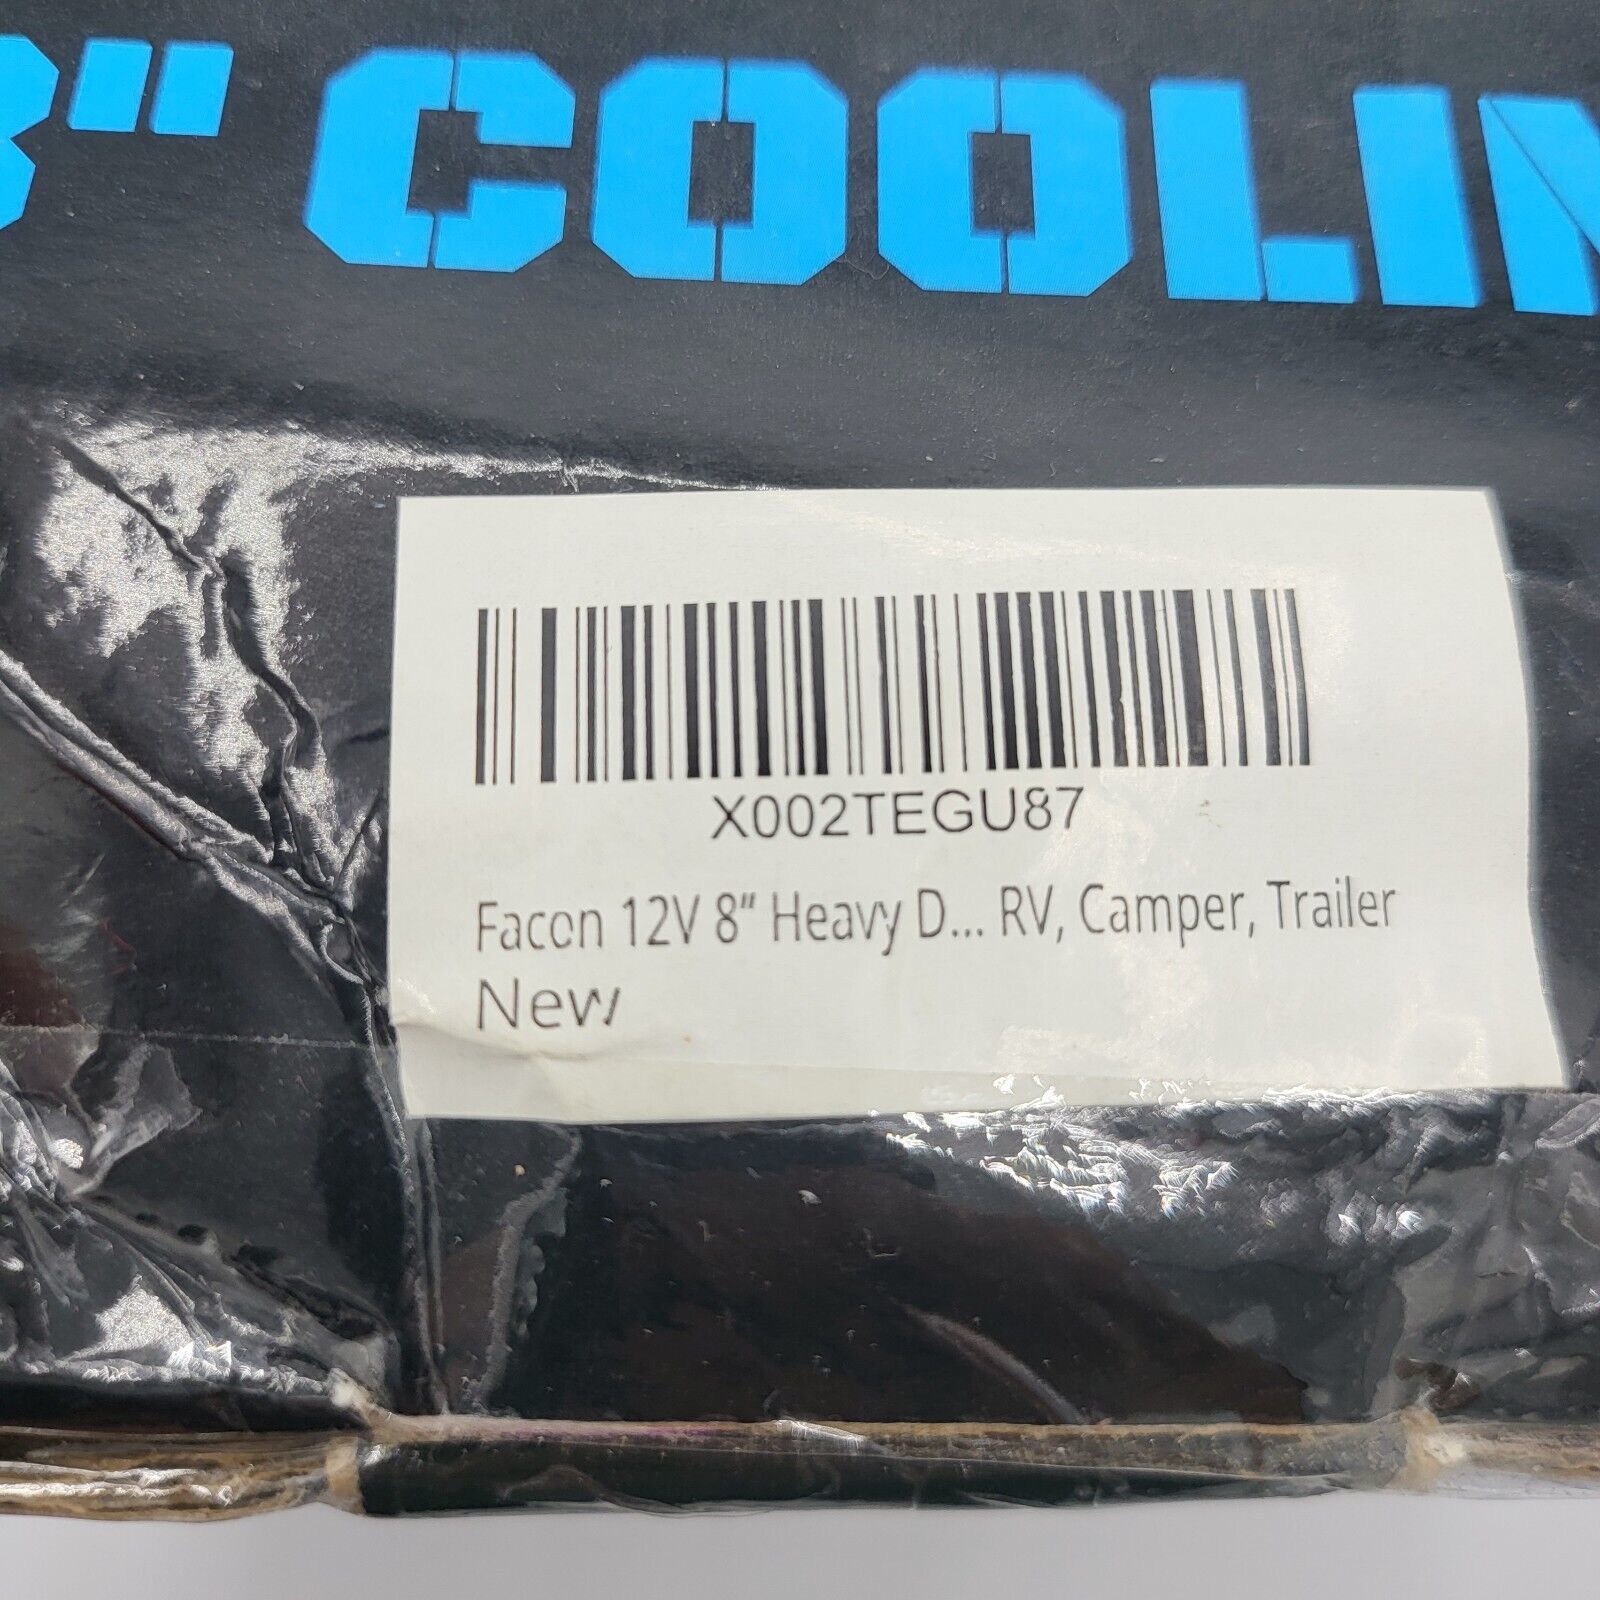 8" COOLIN
X002TEGU87
Facon 12V 8" Heavy D... RV, Camper, Trailer
New